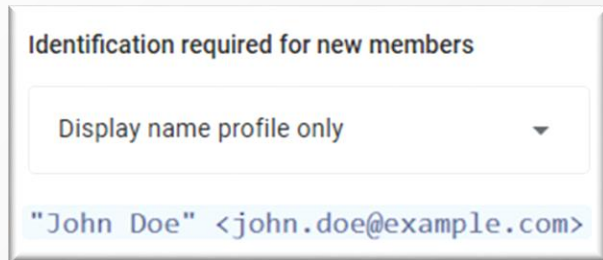 Identification required for new members
Display name profile only
"John Doe" <john.doe@example.com>